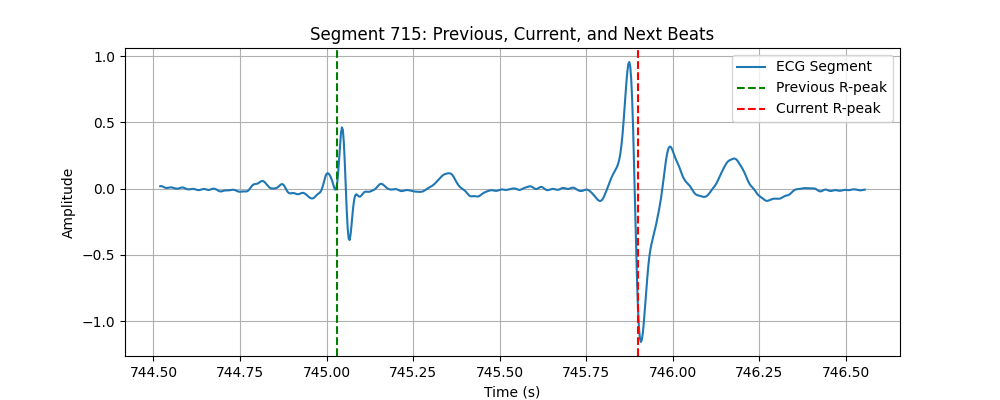 Segment 715: Previous, Current, and Next Beats
ECG Segment
Previous R-peak
Current R-peak
Amplitude
1.0
0.5
0.0
−0.5
−1.0
744.50 744.75 745.00 745.25 745.50 745.75 746.00 746.25 746.50
Time (s)